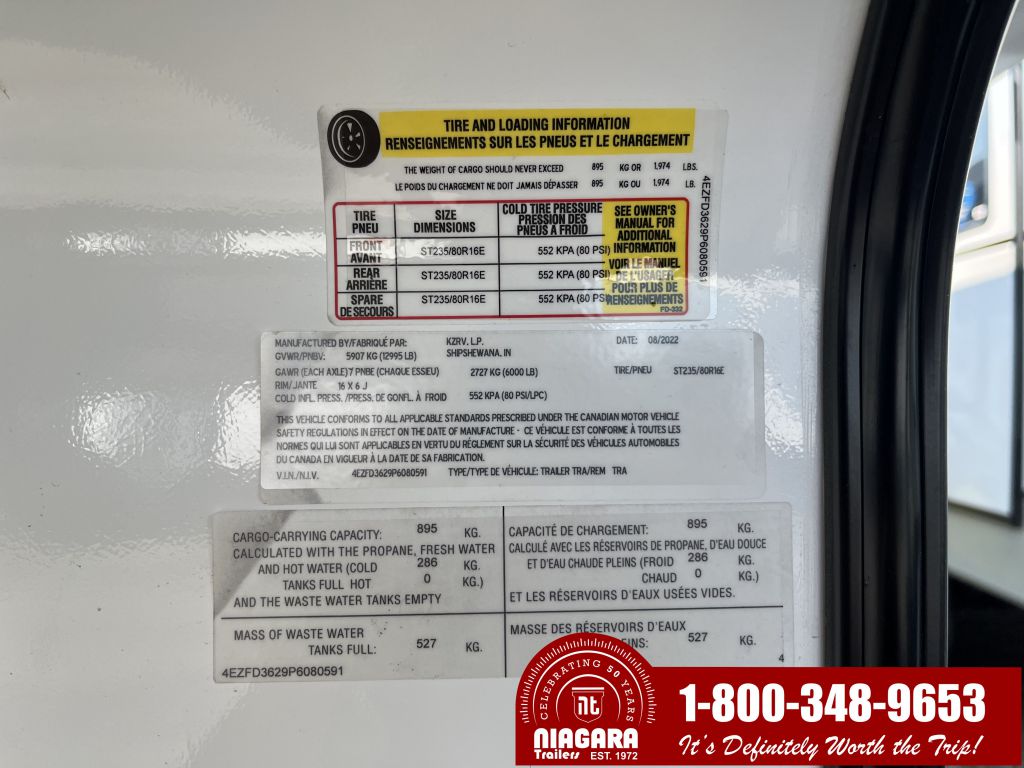 TIRE AND LOADING INFORMATION
RENSEIGNEMENTS SUR LES PNEUS ET LE CHARGEMENT
THE WEIGHT OF CARGO SHOULD NEVER EXCEED 895 KG OR 1,974 LBS.
LE POIDS DU CHARGEMENT NE DOIT JAMAIS DÉPASSER 895 KG OU 1,974 LB.
4EZFD3629P6080591
TIRE PNEU SIZE DIMENSIONS COLD TIRE PRESSURE PRESSION DES PNEUS A FROID
FRONT AVANT ST235/80R16E 552 KPA (80 PSI)
REAR ARRIÈRE ST235/80R16E 552 KPA (80 PSI)
SPARE DE SECOURS ST235/80R16E 552 KPA (80 PSI)
SEE OWNER'S
MANUAL FOR
ADDITIONAL
INFORMATION
VOIR LE MANUEL
DE L'USAGER
POUR PLUS DE
RENSEIGNEMENTS
FD-332
MANUFACTURED BY/FABRIQUÉ PAR: KZRV, L.P. DATE: 08/2022
GVWR/PNBV: 5907 KG (12995 LB) SHIPSHEWANA, IN
GAWR (EACH AXLE)7 PNBE (CHAQUE ESSIEU) 2727 KG (6000 LB) TIRE/PNEU ST235/80R16E
RIM/JANTE 16 X 6 J
COLD INFL. PRESS. /PRESS. DE GONFL. À FROID 552 KPA (80 PSI/LPC)
THIS VEHICLE CONFORMS TO ALL APPLICABLE STANDARDS PRESCRIBED UNDER THE CANADIAN MOTOR VEHICLE
SAFETY REGULATIONS IN EFFECT ON THE DATE OF MANUFACTURE - CE VÉHICULE EST CONFORME À TOUTES LES
NORMES QUI LUI SONT APPLICABLES EN VERTU DU RÉGLEMENT SUR LA SÉCURITÉ DES VÉHICULES AUTOMOBILES
DU CANADA EN VIGUEUR À LA DATE DE SA FABRICATION.
V.I.N./N.I.V. 4EZFD3629P6080591 TYPE/TYPE DE VÉHICULE: TRAILER TRA/REM TRA
CARGO-CARRYING CAPACITY: 895 KG.
CALCULATED WITH THE PROPANE, FRESH WATER
AND HOT WATER (COLD 286 KG.
TANKS FULL HOT 0 KG.)
AND THE WASTE WATER TANKS EMPTY
CAPACITÉ DE CHARGEMENT: 895 KG.
CALCULÉ AVEC LES RÉSERVOIRS DE PROPANE, D'EAU DOUCE
ET D'EAU CHAUDE PLEINS (FROID 286 KG.
CHAUD 0 KG.)
ET LES RÉSERVOIRS D'EAUX USÉES VIDES.
MASS OF WASTE WATER
TANKS FULL: 527 KG.
4EZFD3629P6080591
MASSE DES RÉSERVOIRS D'EAUX
527 KG.
4
CELEBRATING 50 YEARS
nt
NIAGARA
Trailers EST. 1972
1-800-348-9653
It's Definitely Worth the Trip!